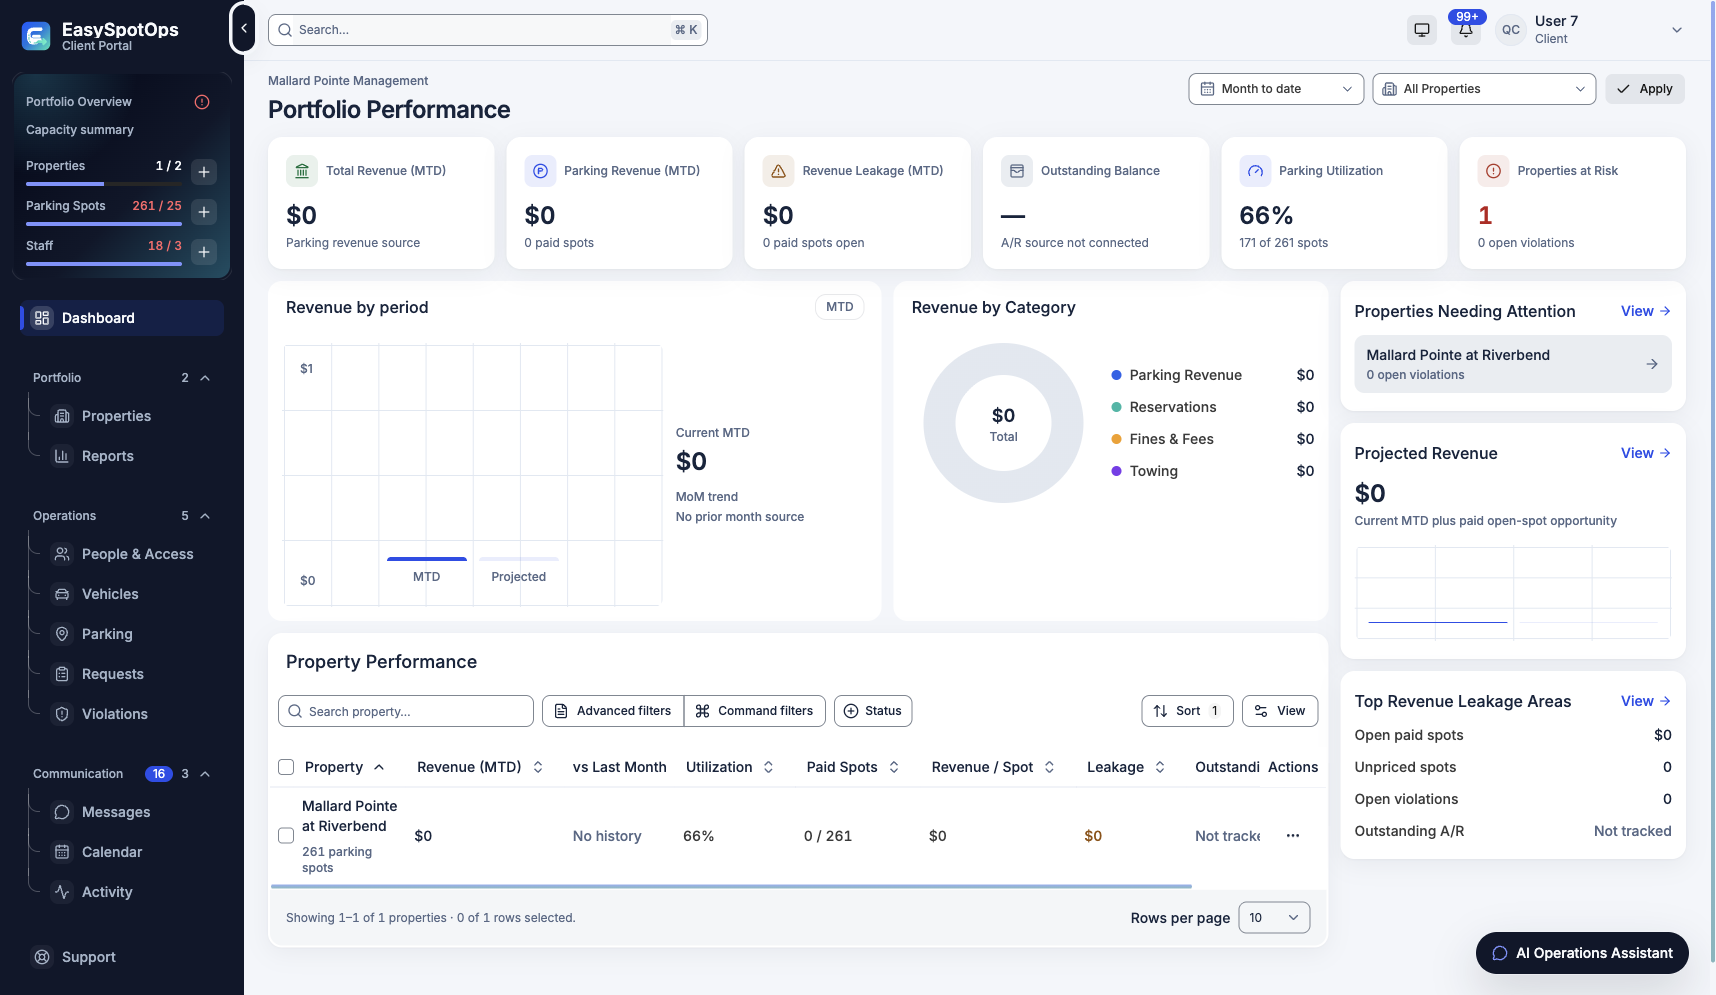 EasySpotOps
Client Portal
Portfolio Overview
Capacity summary
Properties 1 / 2
Parking Spots 261 / 25
Staff 18 / 3
Dashboard
Portfolio 2
Properties
Reports
Operations 5
People & Access
Vehicles
Parking
Requests
Violations
Communication 16 3
Messages
Calendar
Activity
Support
Search... ⌘ K
99+
QC
User 7
Client
Mallard Pointe Management
Portfolio Performance
Month to date
All Properties
Apply
Total Revenue (MTD)
$0
Parking revenue source
Parking Revenue (MTD)
$0
0 paid spots
Revenue Leakage (MTD)
$0
0 paid spots open
Outstanding Balance
—
A/R source not connected
Parking Utilization
66%
171 of 261 spots
Properties at Risk
1
0 open violations
Revenue by period
MTD
$1
$0
MTD
Projected
Current MTD
$0
MoM trend
No prior month source
Revenue by Category
$0
Total
Parking Revenue $0
Reservations $0
Fines & Fees $0
Towing $0
Properties Needing Attention View
Mallard Pointe at Riverbend
0 open violations
Projected Revenue View
$0
Current MTD plus paid open-spot opportunity
Top Revenue Leakage Areas View
Open paid spots $0
Unpriced spots 0
Open violations 0
Outstanding A/R Not tracked
Property Performance
Search property...
Advanced filters
Command filters
Status
Sort 1
View
Property Revenue (MTD) vs Last Month Utilization Paid Spots Revenue / Spot Leakage Outstandi Actions
Mallard Pointe
at Riverbend
261 parking
spots
$0 No history 66% 0 / 261 $0 $0 Not tracke
Showing 1–1 of 1 properties · 0 of 1 rows selected.
Rows per page 10
AI Operations Assistant